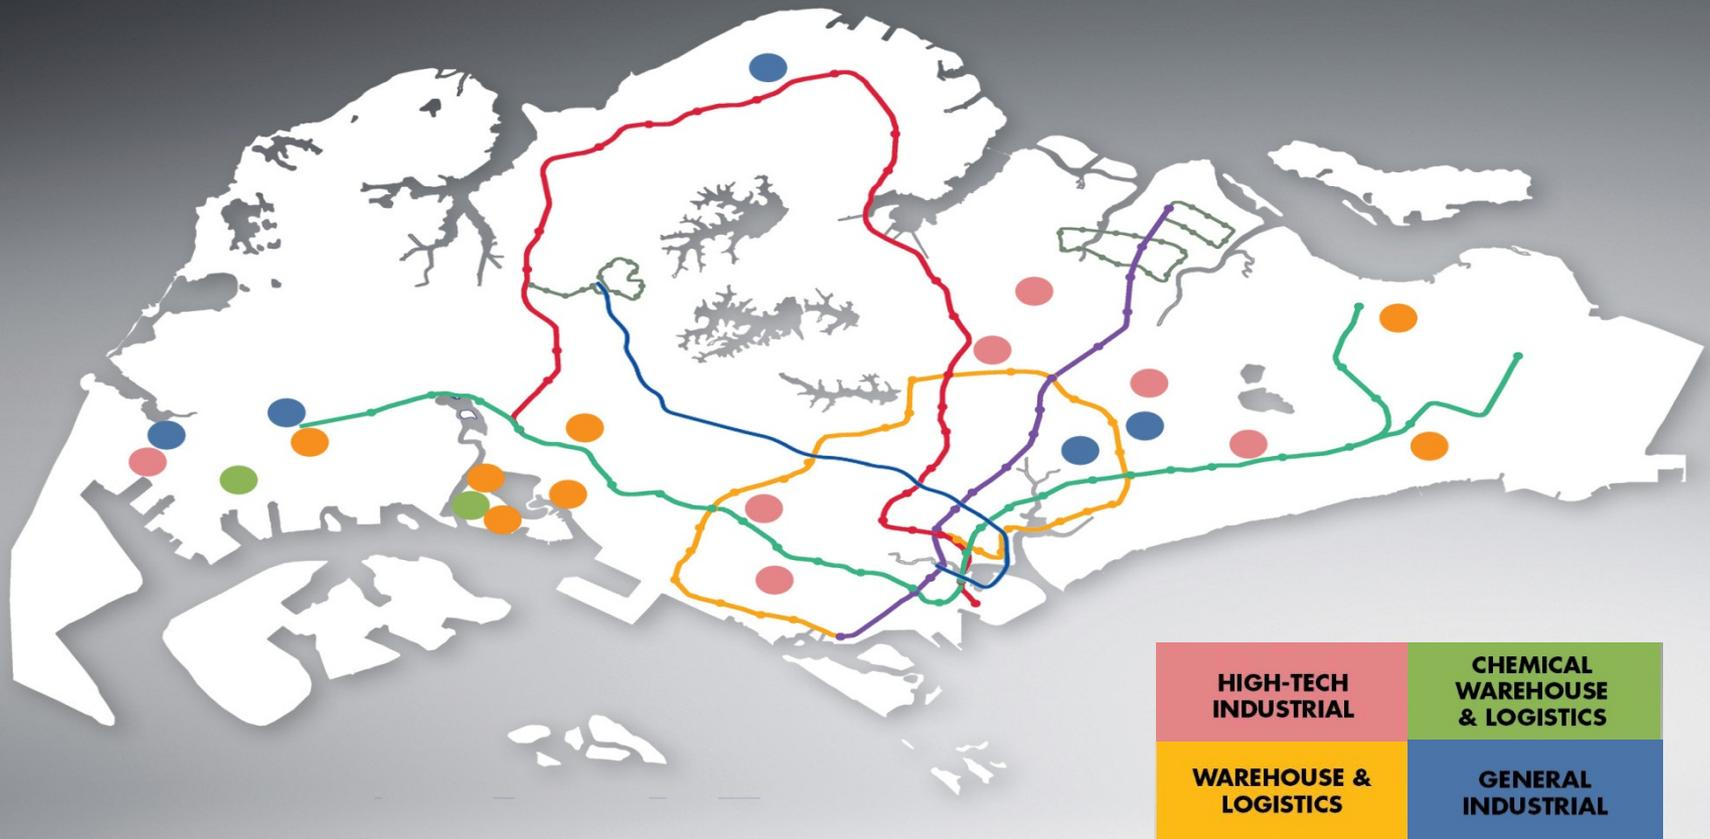 HIGH-TECH
INDUSTRIAL
CHEMICAL
WAREHOUSE
& LOGISTICS
WAREHOUSE &
LOGISTICS
GENERAL
INDUSTRIAL